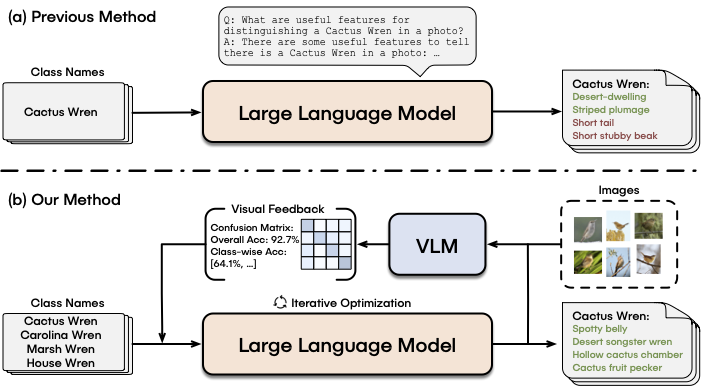 (a) Previous Method
Q: What are useful features for
distinguishing a Cactus Wren in a photo?
A: There are some useful features to tell
there is a Cactus Wren in a photo: …
Class Names
Cactus Wren
Large Language Model
Cactus Wren:
Desert-dwelling
Striped plumage
Short tail
Short stubby beak
(b) Our Method
Images
Visual Feedback
Confusion Matrix:
Overall Acc: 92.7%
Class-wise Acc:
[64.1%, …]
VLM
Iterative Optimization
Class Names
Cactus Wren
Carolina Wren
Marsh Wren
House Wren
Large Language Model
Cactus Wren:
Spotty belly
Desert songster wren
Hollow cactus chamber
Cactus fruit pecker